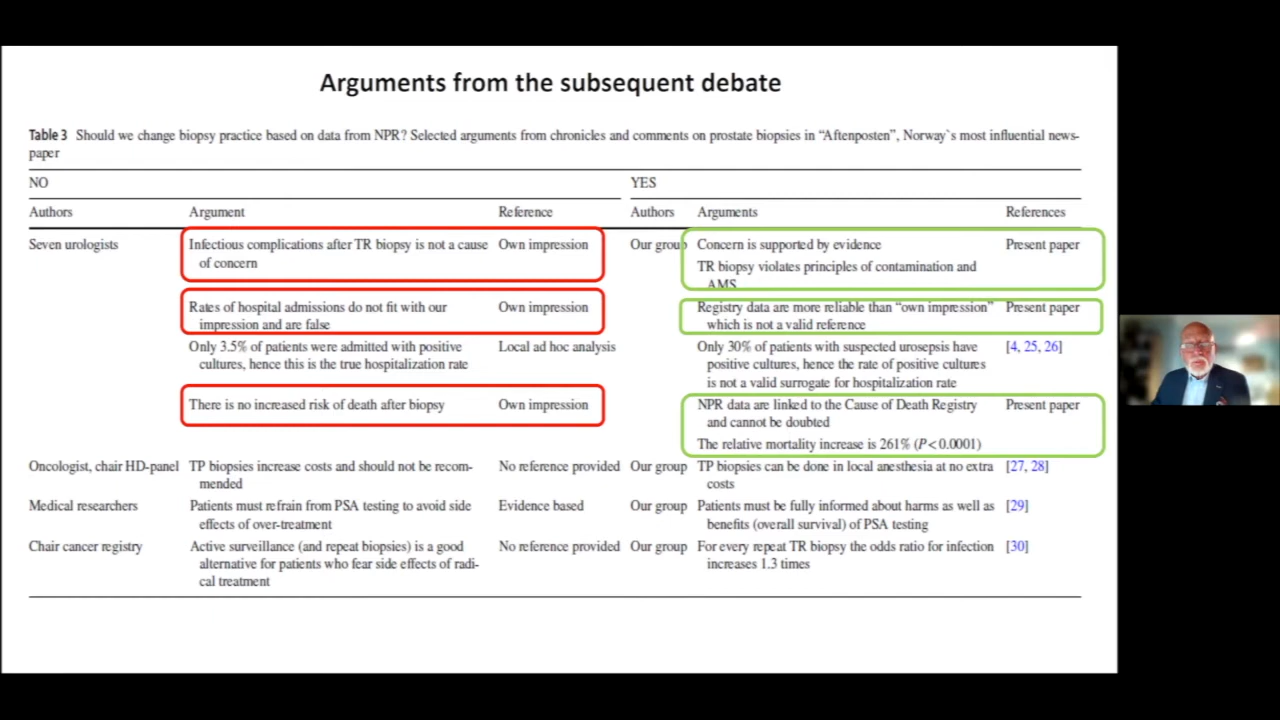 Arguments from the subsequent debate
Table 3 Should we change biopsy practice based on data from NPR? Selected arguments from chronicles and comments on prostate biopsies in “Aftenposten”, Norway`s most influential news-
paper
NO
YES
Authors Argument Reference Authors Arguments References
Seven urologists Infectious complications after TR biopsy is not a cause Own impression Our group Concern is supported by evidence Present paper
of concern
TR biopsy violates principles of contamination and
AMS
Rates of hospital admissions do not fit with our Own impression Registry data are more reliable than “own impression” Present paper
impression and are false which is not a valid reference
Only 3.5% of patients were admitted with positive Local ad hoc analysis Only 30% of patients with suspected urosepsis have [4, 25, 26]
cultures, hence this is the true hospitalization rate positive cultures, hence the rate of positive cultures
is not a valid surrogate for hospitalization rate
There is no increased risk of death after biopsy Own impression NPR data are linked to the Cause of Death Registry Present paper
and cannot be doubted
The relative mortality increase is 261% (P<0.0001)
Oncologist, chair HD-panel TP biopsies increase costs and should not be recom- No reference provided Our group TP biopsies can be done in local anesthesia at no extra [27, 28]
mended costs
Medical researchers Patients must refrain from PSA testing to avoid side Evidence based Our group Patients must be fully informed about harms as well as [29]
effects of over-treatment benefits (overall survival) of PSA testing
Chair cancer registry Active surveillance (and repeat biopsies) is a good No reference provided Our group For every repeat TR biopsy the odds ratio for infection [30]
alternative for patients who fear side effects of radi- increases 1.3 times
cal treatment